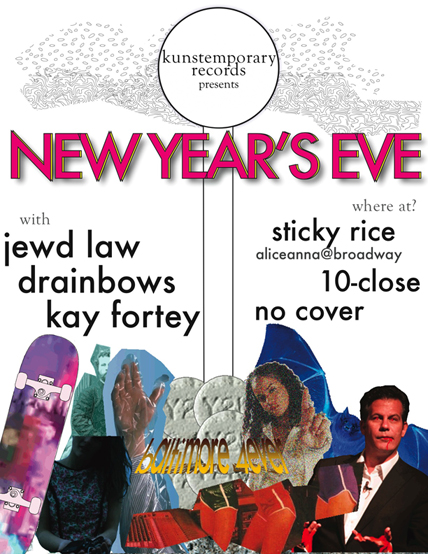 kunstemporary
records
presents
NEW YEAR'S EVE
with
jewd law
drainbows
kay fortey
where at?
sticky rice
aliceanna@broadway
10-close
no cover
baltimore 4ever